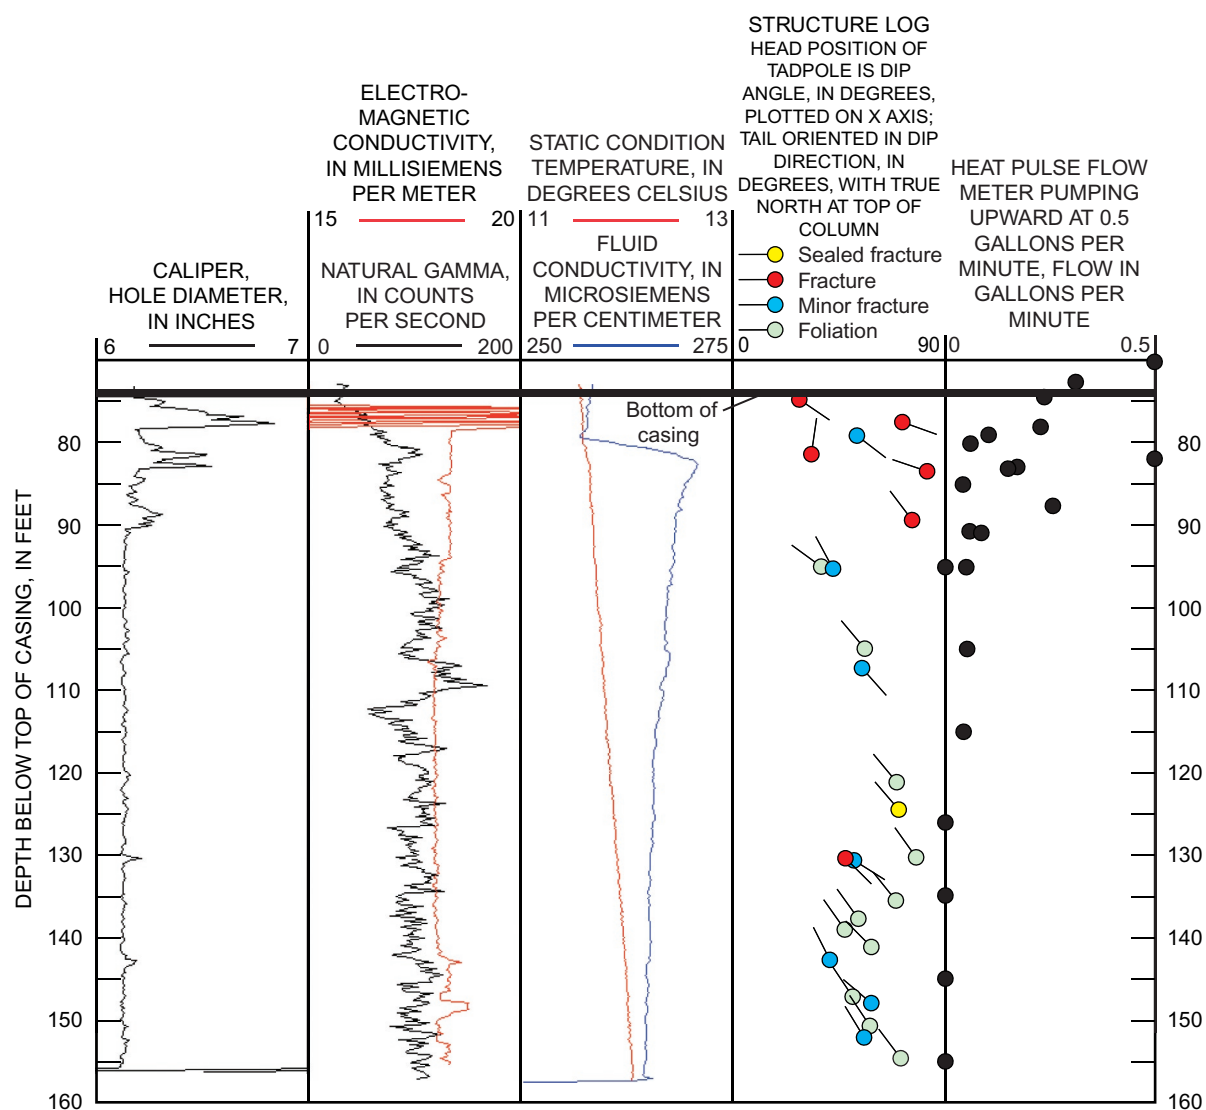 STRUCTURE LOG
HEAD POSITION OF
TADPOLE IS DIP
ANGLE, IN DEGREES,
PLOTTED ON X AXIS;
TAIL ORIENTED IN DIP
DIRECTION, IN
DEGREES, WITH TRUE
NORTH AT TOP OF
COLUMN
Sealed fracture
Fracture
Minor fracture
Foliation
0 90
ELECTRO-
MAGNETIC
CONDUCTIVITY,
IN MILLISIEMENS
PER METER
15 20
NATURAL GAMMA,
IN COUNTS
PER SECOND
0 200
STATIC CONDITION
TEMPERATURE, IN
DEGREES CELSIUS
11 13
FLUID
CONDUCTIVITY, IN
MICROSIEMENS
PER CENTIMETER
250 275
HEAT PULSE FLOW
METER PUMPING
UPWARD AT 0.5
GALLONS PER
MINUTE, FLOW IN
GALLONS PER
MINUTE
0 0.5
CALIPER,
HOLE DIAMETER,
IN INCHES
6 7
Bottom of
casing
DEPTH BELOW TOP OF CASING, IN FEET
80 80
90 90
100 100
110 110
120 120
130 130
140 140
150 150
160 160